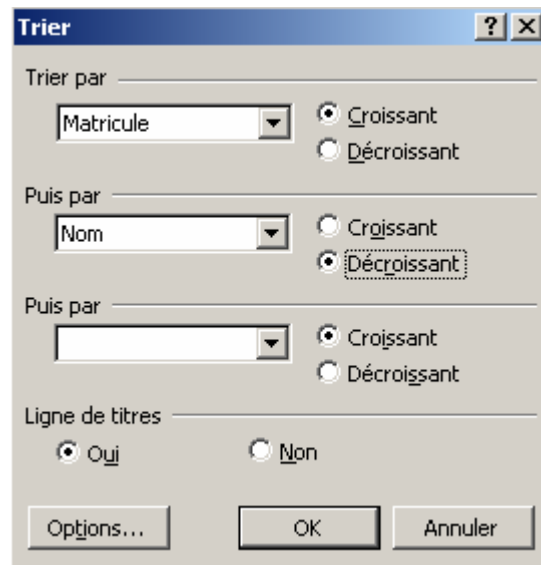 Trier
Trier par
Matricule
Croissant
Décroissant
Puis par
Nom
Croissant
Décroissant
Puis par
Croissant
Décroissant
Ligne de titres
Oui Non
Options... OK Annuler